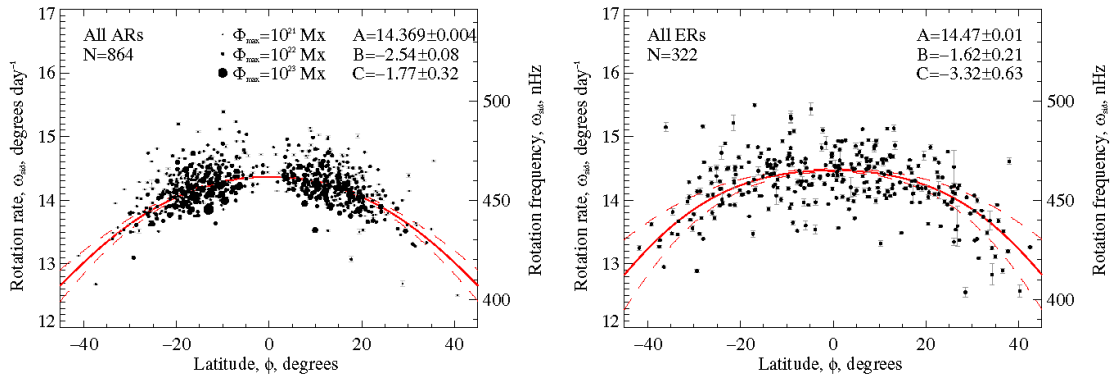 All ARs
N=864
Φmax=10²¹ Mx
Φmax=10²² Mx
Φmax=10²³ Mx
A=14.369±0.004
B=−2.54±0.08
C=−1.77±0.32
17
16
15
14
13
12
Rotation rate, ωsid, degrees day⁻¹
500
450
400
Rotation frequency, ωsid, nHz
−40 −20 0 20 40
Latitude, ϕ, degrees
All ERs
N=322
A=14.47±0.01
B=−1.62±0.21
C=−3.32±0.63
17
16
15
14
13
12
Rotation rate, ωsid, degrees day⁻¹
500
450
400
Rotation frequency, ωsid, nHz
−40 −20 0 20 40
Latitude, ϕ, degrees